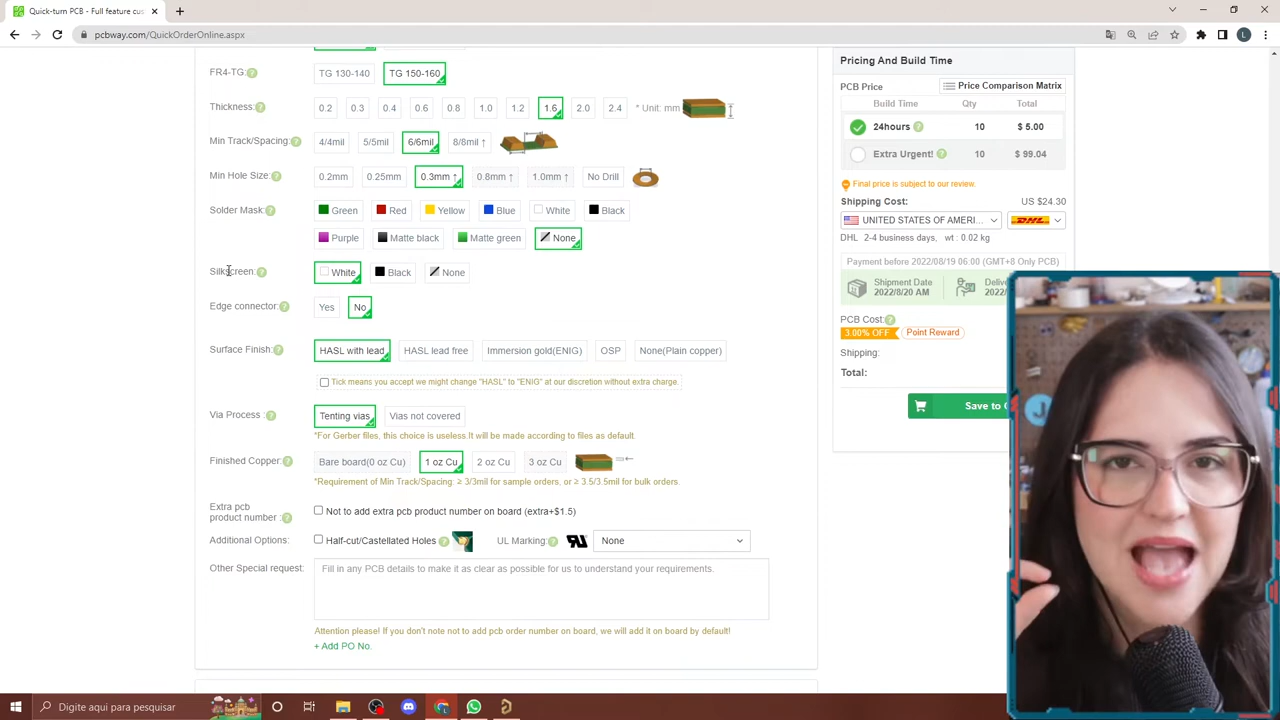 Quick-turn PCB - Full feature cus
pcbway.com/QuickOrderOnline.aspx
L
FR4-TG:
TG 130-140
TG 150-160
Thickness:
0.2
0.3
0.4
0.6
0.8
1.0
1.2
1.6
2.0
2.4
* Unit: mm
Min Track/Spacing:
4/4mil
5/5mil
6/6mil
8/8mil ↑
Min Hole Size:
0.2mm
0.25mm
0.3mm ↑
0.8mm ↑
1.0mm ↑
No Drill
Solder Mask:
Green
Red
Yellow
Blue
White
Black
Purple
Matte black
Matte green
None
Silkscreen:
White
Black
None
Edge connector:
Yes
No
Surface Finish:
HASL with lead
HASL lead free
Immersion gold(ENIG)
OSP
None(Plain copper)
Tick means you accept we might change "HASL" to "ENIG" at our discretion without extra charge.
Via Process :
Tenting vias
Vias not covered
*For Gerber files, this choice is useless.It will be made according to files as default.
Finished Copper:
Bare board(0 oz Cu)
1 oz Cu
2 oz Cu
3 oz Cu
*Requirement of Min Track/Spacing: ≥ 3/3mil for sample orders, or ≥ 3.5/3.5mil for bulk orders.
Extra pcb
product number :
Not to add extra pcb product number on board (extra+$1.5)
Additional Options:
Half-cut/Castellated Holes
UL Marking:
None
Other Special request:
Fill in any PCB details to make it as clear as possible for us to understand your requirements.
Attention please! If you don't note not to add pcb order number on board, we will add it on board by default!
+ Add PO No.
Pricing And Build Time
PCB Price
Price Comparison Matrix
Build Time
Qty
Total
24hours
10
$ 5.00
Extra Urgent!
10
$ 99.04
Final price is subject to our review.
Shipping Cost:
US $24.30
UNITED STATES OF AMERI...
DHL
DHL 2-4 business days, wt : 0.02 kg
Payment before 2022/08/19 06:00 (GMT+8 Only PCB)
Shipment Date
2022/8/20 AM
2022/
PCB Cost:
3.00% OFF
Point Reward
Shipping:
Total:
Save to C
Digite aqui para pesquisar